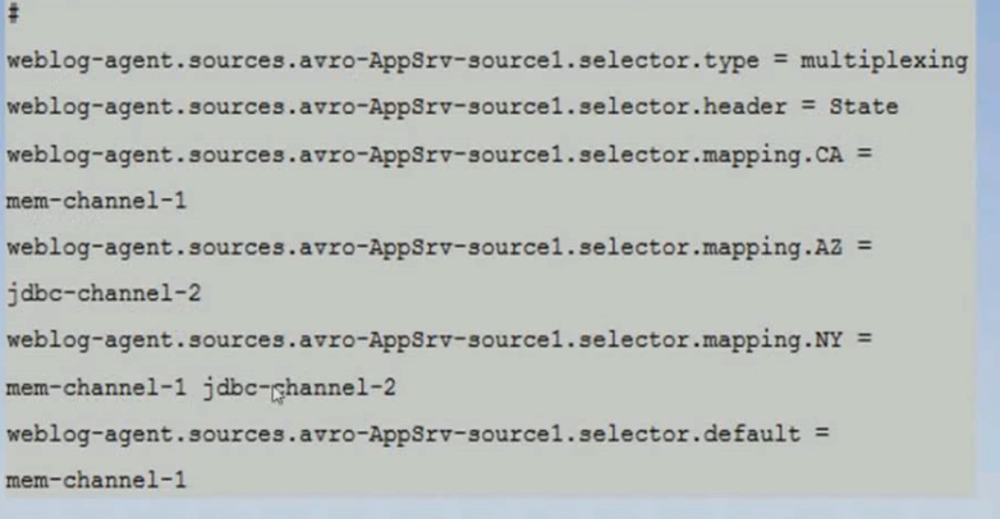 #
weblog-agent.sources.avro-AppSrv-source1.selector.type = multiplexing
weblog-agent.sources.avro-AppSrv-source1.selector.header = State
weblog-agent.sources.avro-AppSrv-source1.selector.mapping.CA =
mem-channel-1
weblog-agent.sources.avro-AppSrv-source1.selector.mapping.AZ =
jdbc-channel-2
weblog-agent.sources.avro-AppSrv-source1.selector.mapping.NY =
mem-channel-1 jdbc-channel-2
weblog-agent.sources.avro-AppSrv-source1.selector.default =
mem-channel-1